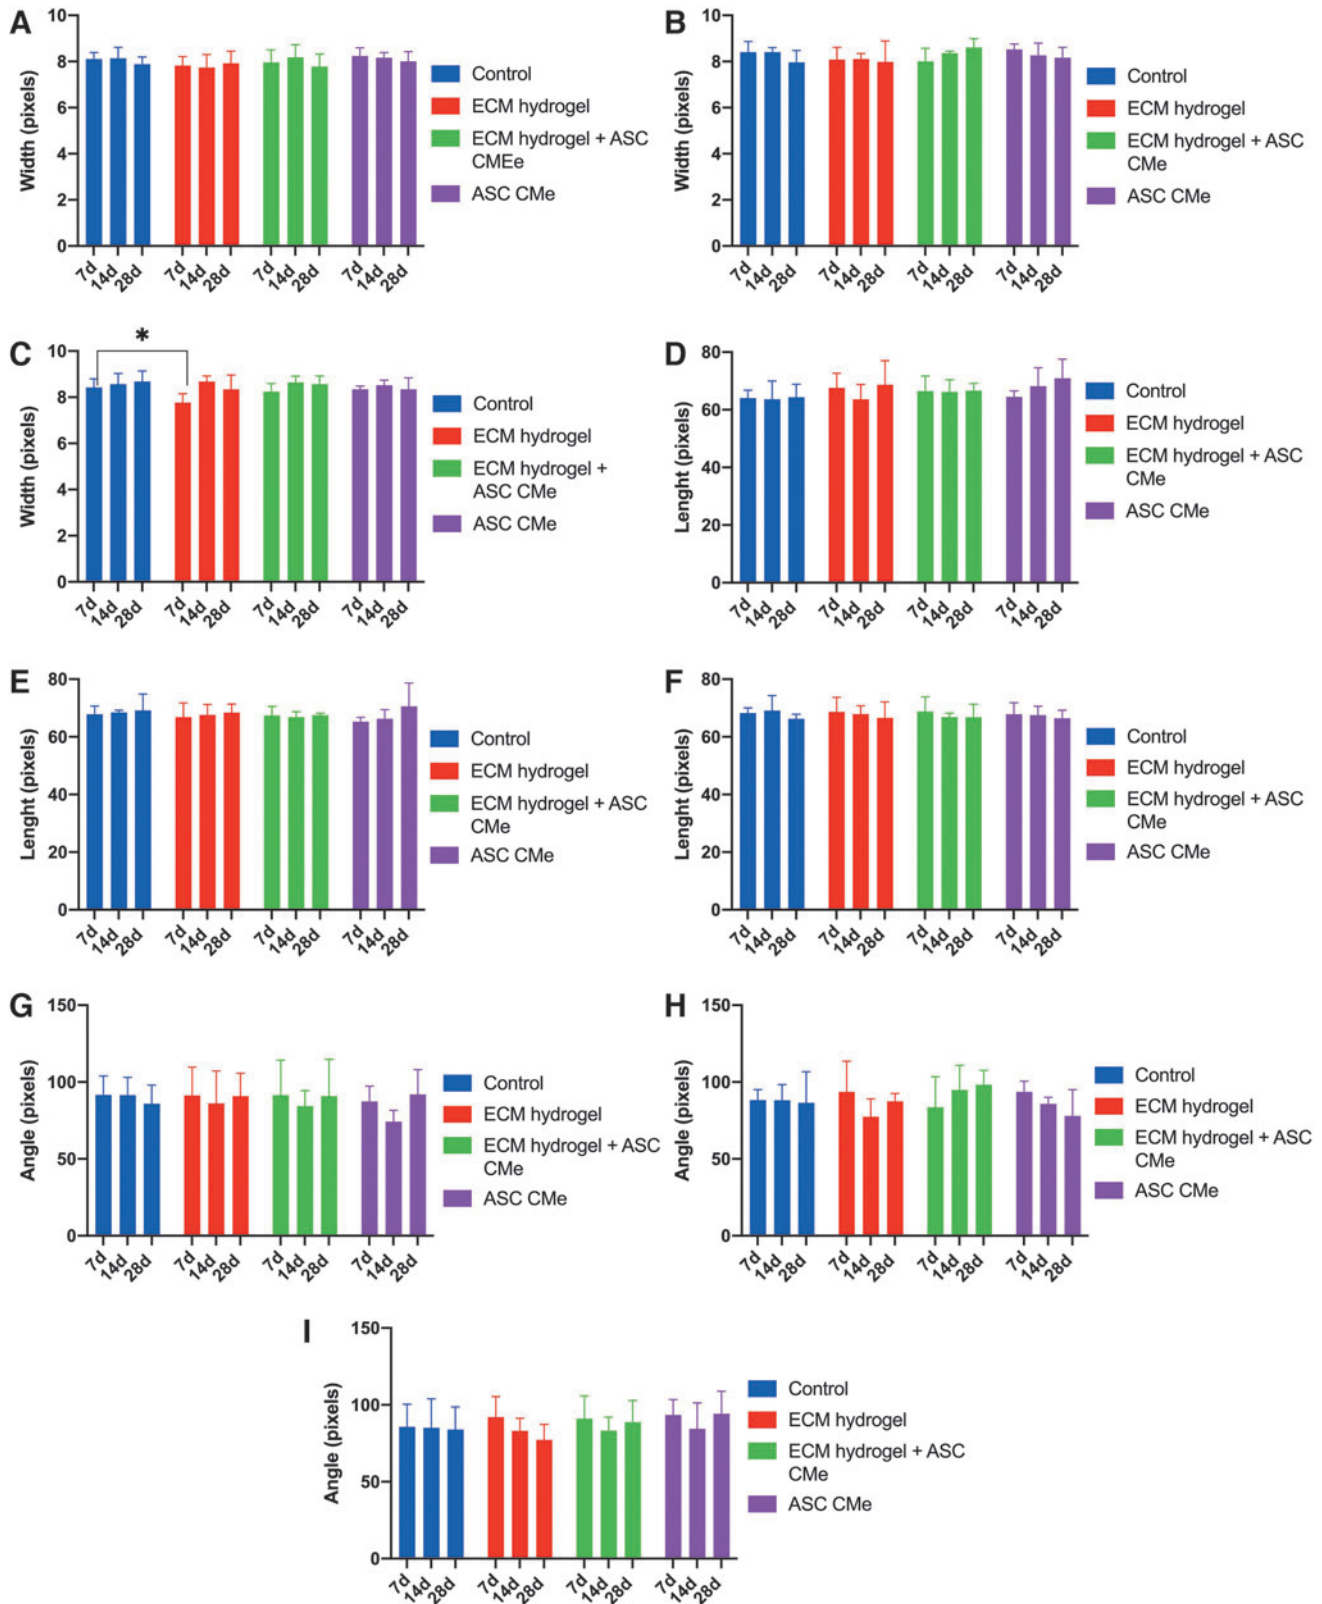 A
Width (pixels)
10
8
6
4
2
0
7d 14d 28d 7d 14d 28d 7d 14d 28d 7d 14d 28d
Control
ECM hydrogel
ECM hydrogel + ASC
CMEe
ASC CMe
B
Width (pixels)
10
8
6
4
2
0
7d 14d 28d 7d 14d 28d 7d 14d 28d 7d 14d 28d
Control
ECM hydrogel
ECM hydrogel + ASC
CMe
ASC CMe
C
Width (pixels)
10
8
6
4
2
0
*
7d 14d 28d 7d 14d 28d 7d 14d 28d 7d 14d 28d
Control
ECM hydrogel
ECM hydrogel +
ASC CMe
ASC CMe
D
Lenght (pixels)
80
60
40
20
0
7d 14d 28d 7d 14d 28d 7d 14d 28d 7d 14d 28d
Control
ECM hydrogel
ECM hydrogel + ASC
CMe
ASC CMe
E
Lenght (pixels)
80
60
40
20
0
7d 14d 28d 7d 14d 28d 7d 14d 28d 7d 14d 28d
Control
ECM hydrogel
ECM hydrogel + ASC
CMe
ASC CMe
F
Lenght (pixels)
80
60
40
20
0
7d 14d 28d 7d 14d 28d 7d 14d 28d 7d 14d 28d
Control
ECM hydrogel
ECM hydrogel + ASC
CMe
ASC CMe
G
Angle (pixels)
150
100
50
0
7d 14d 28d 7d 14d 28d 7d 14d 28d 7d 14d 28d
Control
ECM hydrogel
ECM hydrogel + ASC
CMe
ASC CMe
H
Angle (pixels)
150
100
50
0
7d 14d 28d 7d 14d 28d 7d 14d 28d 7d 14d 28d
Control
ECM hydrogel
ECM hydrogel + ASC
CMe
ASC CMe
I
Angle (pixels)
150
100
50
0
7d 14d 28d 7d 14d 28d 7d 14d 28d 7d 14d 28d
Control
ECM hydrogel
ECM hydrogel + ASC
CMe
ASC CMe